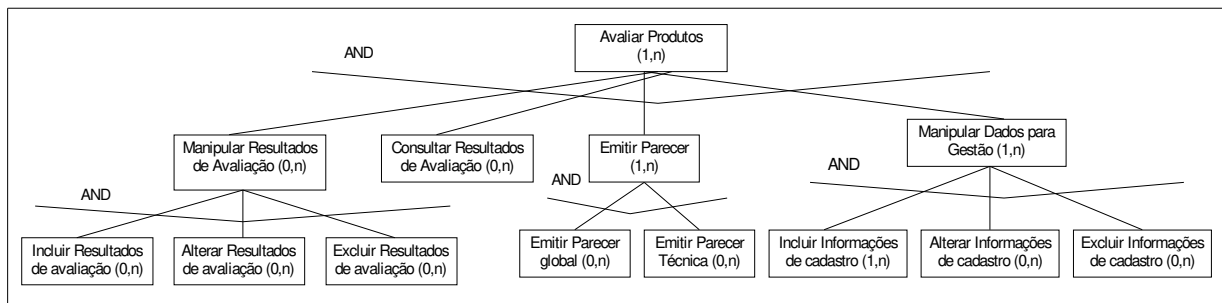 Avaliar Produtos
(1,n)
AND
Manipular Resultados
de Avaliação (0,n)
Consultar Resultados
de Avaliação (0,n)
Emitir Parecer
(1,n)
Manipular Dados para
Gestão (1,n)
AND
AND
AND
Incluir Resultados
de avaliação (0,n)
Alterar Resultados
de avaliação (0,n)
Excluir Resultados
de avaliação (0,n)
Emitir Parecer
global (0,n)
Emitir Parecer
Técnica (0,n)
Incluir Informações
de cadastro (1,n)
Alterar Informações
de cadastro (0,n)
Excluir Informações
de cadastro (0,n)